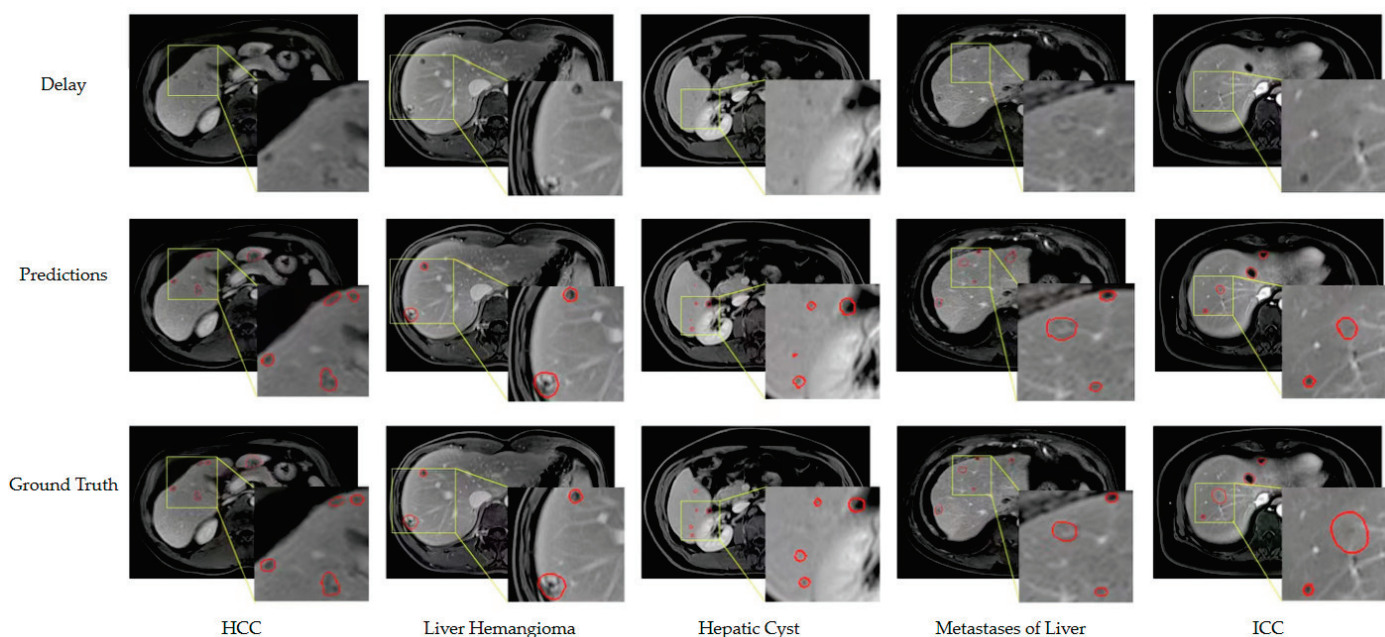 Delay
Predictions
Ground Truth
HCC
Liver Hemangioma
Hepatic Cyst
Metastases of Liver
ICC